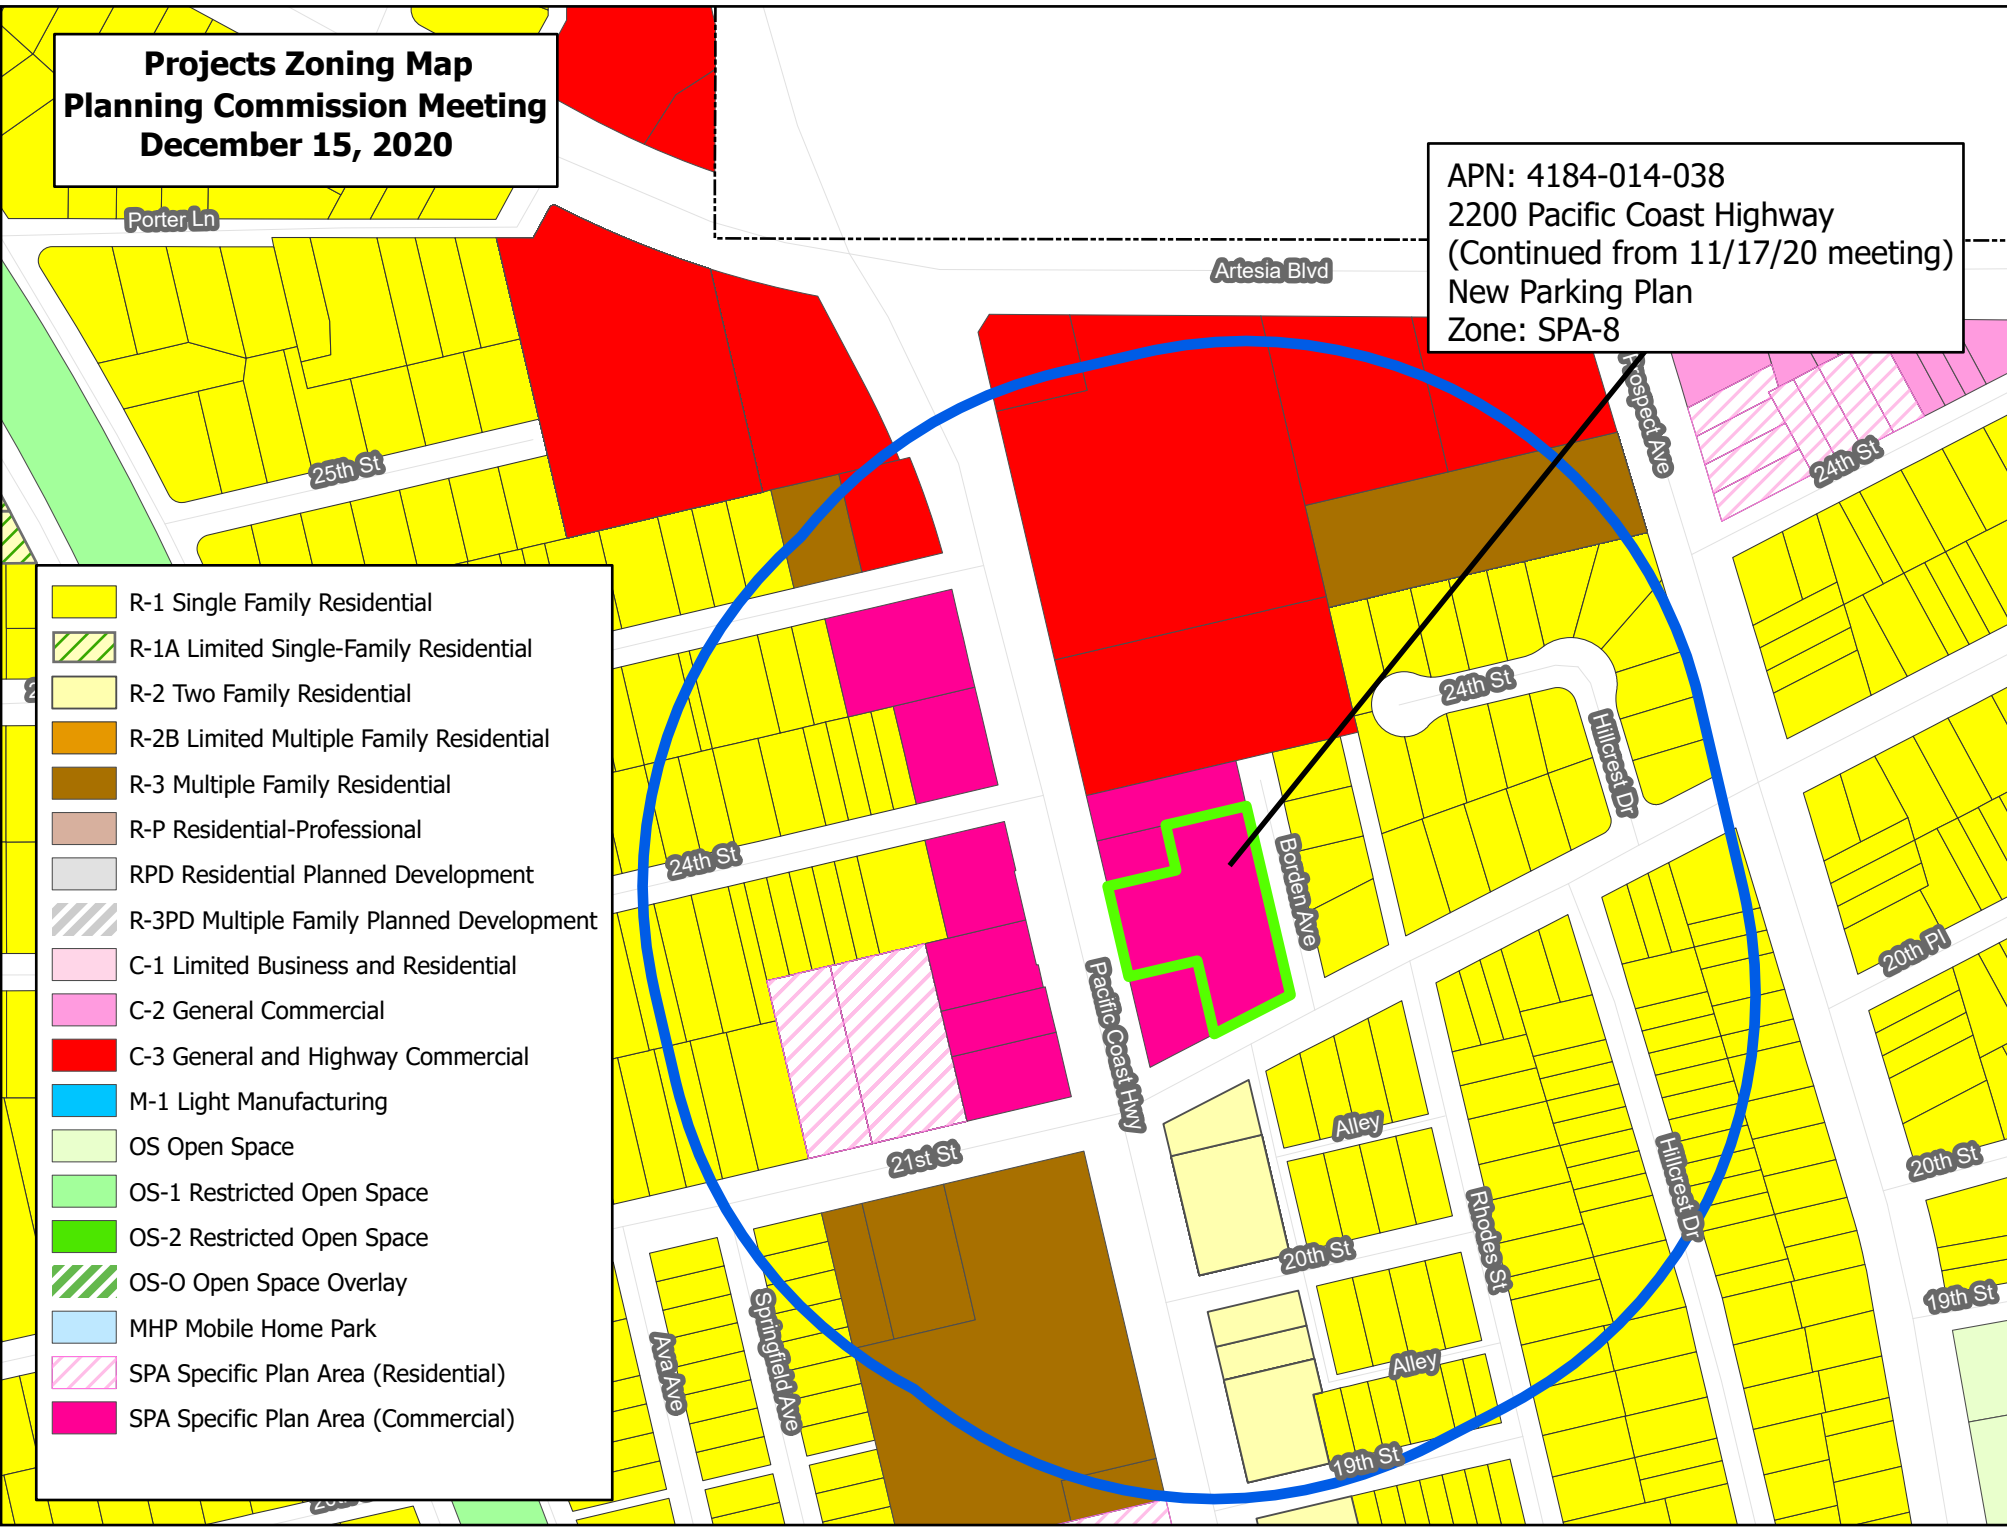 Projects Zoning Map
Planning Commission Meeting
December 15, 2020
APN: 4184-014-038
2200 Pacific Coast Highway
(Continued from 11/17/20 meeting)
New Parking Plan
Zone: SPA-8
Porter Ln
Artesia Blvd
Prospect Ave
24th St
25th St
24th St
Hillcrest Dr
24th St
Borden Ave
20th Pl
Pacific Coast Hwy
Alley
21st St
20th St
Hillcrest Dr
Rhodes St
20th St
19th St
Springfield Ave
Ava Ave
Alley
19th St
R-1 Single Family Residential
R-1A Limited Single-Family Residential
R-2 Two Family Residential
R-2B Limited Multiple Family Residential
R-3 Multiple Family Residential
R-P Residential-Professional
RPD Residential Planned Development
R-3PD Multiple Family Planned Development
C-1 Limited Business and Residential
C-2 General Commercial
C-3 General and Highway Commercial
M-1 Light Manufacturing
OS Open Space
OS-1 Restricted Open Space
OS-2 Restricted Open Space
OS-O Open Space Overlay
MHP Mobile Home Park
SPA Specific Plan Area (Residential)
SPA Specific Plan Area (Commercial)